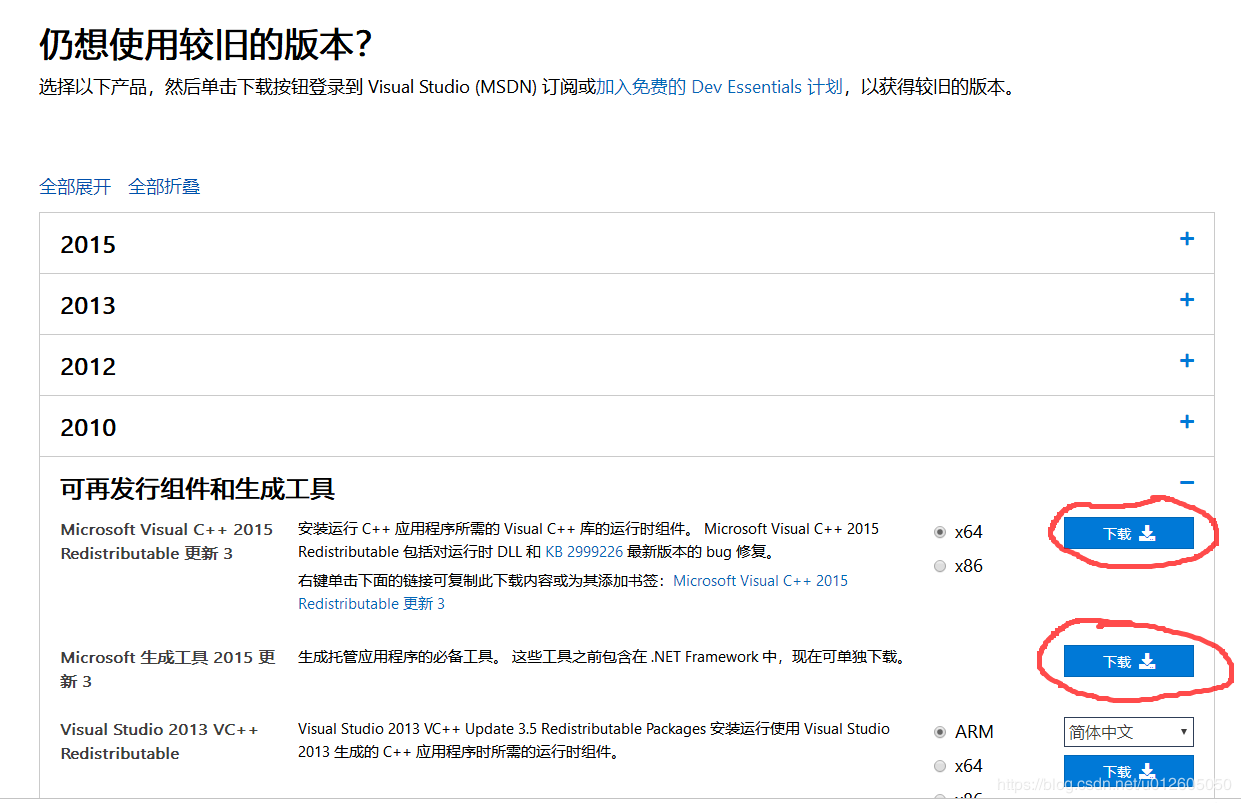 仍想使用较旧的版本?
选择以下产品，然后单击下载按钮登录到 Visual Studio (MSDN) 订阅或加入免费的 Dev Essentials 计划，以获得较旧的版本。
全部展开 全部折叠
2015
2013
2012
2010
可再发行组件和生成工具
Microsoft Visual C++ 2015
Redistributable 更新 3
安装运行 C++ 应用程序所需的 Visual C++ 库的运行时组件。 Microsoft Visual C++ 2015
Redistributable 包括对运行时 DLL 和 KB 2999226 最新版本的 bug 修复。
右键单击下面的链接可复制此下载内容或为其添加书签：Microsoft Visual C++ 2015
Redistributable 更新 3
x64
x86
下载
Microsoft 生成工具 2015 更
新 3
生成托管应用程序的必备工具。 这些工具之前包含在 .NET Framework 中，现在可单独下载。
下载
Visual Studio 2013 VC++
Redistributable
Visual Studio 2013 VC++ Update 3.5 Redistributable Packages 安装运行使用 Visual Studio
2013 生成的 C++ 应用程序时所需的运行时组件。
ARM
x64
x86
简体中文
下载
https://blog.csdn.net/u012605050